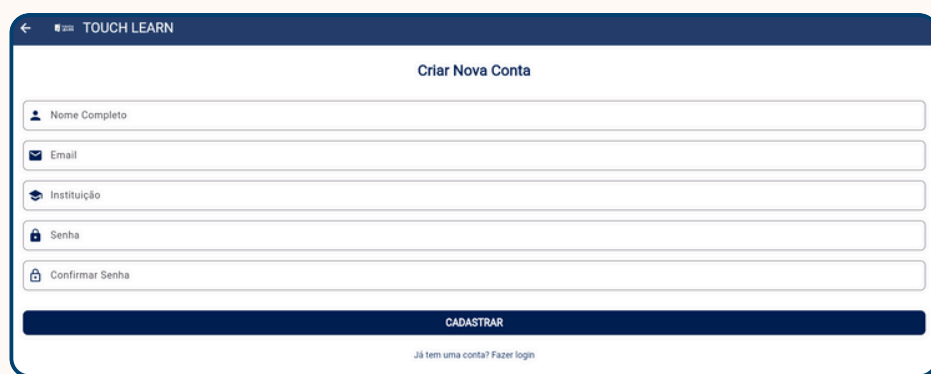 TOUCH LEARN
Criar Nova Conta
Nome Completo
Email
Instituição
Senha
Confirmar Senha
CADASTRAR
Já tem uma conta? Fazer login